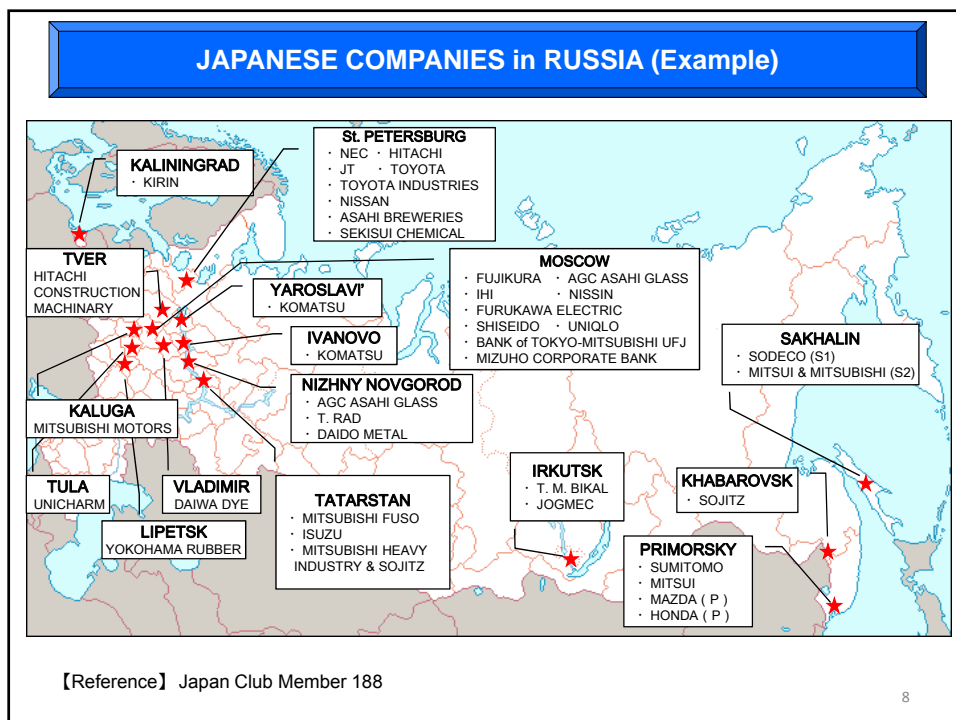 JAPANESE COMPANIES in RUSSIA (Example)
St. PETERSBURG
・ NEC ・ HITACHI
・ JT ・ TOYOTA
・ TOYOTA INDUSTRIES
・ NISSAN
・ ASAHI BREWERIES
・ SEKISUI CHEMICAL
KALININGRAD
・ KIRIN
TVER
HITACHI
CONSTRUCTION
MACHINARY
YAROSLAVl'
・ KOMATSU
MOSCOW
・ FUJIKURA ・ AGC ASAHI GLASS
・ IHI ・ NISSIN
・ FURUKAWA ELECTRIC
・ SHISEIDO ・ UNIQLO
・ BANK of TOKYO-MITSUBISHI UFJ
・ MIZUHO CORPORATE BANK
IVANOVO
・ KOMATSU
SAKHALIN
・ SODECO (S1)
・ MITSUI & MITSUBISHI (S2)
NIZHNY NOVGOROD
・ AGC ASAHI GLASS
・ T. RAD
・ DAIDO METAL
KALUGA
MITSUBISHI MOTORS
TULA
UNICHARM
VLADIMIR
DAIWA DYE
LIPETSK
YOKOHAMA RUBBER
TATARSTAN
・ MITSUBISHI FUSO
・ ISUZU
・ MITSUBISHI HEAVY
INDUSTRY & SOJITZ
IRKUTSK
・ T. M. BIKAL
・ JOGMEC
KHABAROVSK
・ SOJITZ
PRIMORSKY
・ SUMITOMO
・ MITSUI
・ MAZDA ( P )
・ HONDA ( P )
【Reference】 Japan Club Member 188
8